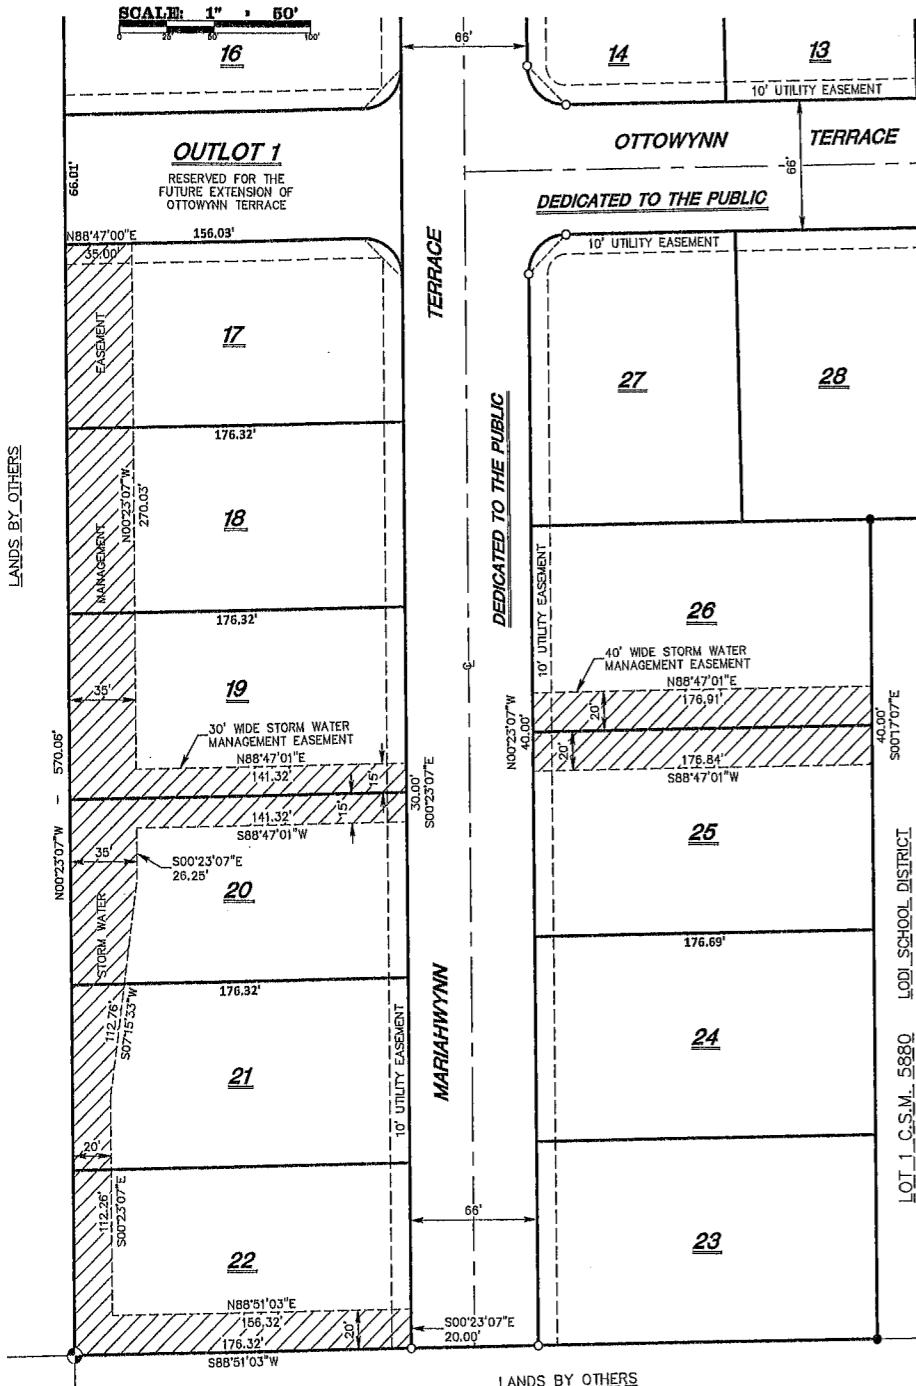 SCALE: 1" = 50'
0 25 50 100'
16
66'
14
13
10' UTILITY EASEMENT
OTTOWYNN TERRACE
66'
DEDICATED TO THE PUBLIC
OUTLOT 1
RESERVED FOR THE
FUTURE EXTENSION OF
OTTOWYNN TERRACE
66.01'
N88°47'00"E
156.03'
35.00'
10' UTILITY EASEMENT
TERRACE
EASEMENT
17
27
28
176.32'
LANDS BY OTHERS
DEDICATED TO THE PUBLIC
N00°23'07"W
270.03'
18
MANAGEMENT
10' UTILITY EASEMENT
26
176.32'
40' WIDE STORM WATER
MANAGEMENT EASEMENT
N88°47'01"E
176.91'
19
35'
30' WIDE STORM WATER
MANAGEMENT EASEMENT
N88°47'01"E
141.32'
15'
20'
N00°23'07"W
40.00'
40.00'
S00°17'07"E
20'
176.84'
S88°47'01"W
N00°23'07"W - 570.06'
30.00'
S00°23'07"E
15'
141.32'
S88°47'01"W
35'
S00°23'07"E
26.25'
20
25
STORM WATER
176.32'
176.69'
112.76'
S07°15'33"W
21
10' UTILITY EASEMENT
MARIAHWYNN
24
LOT 1 C.S.M. 5880 LODI SCHOOL DISTRICT
20'
112.26'
S00°23'07"E
66'
22
23
N88°51'03"E
156.32'
20'
S00°23'07"E
20.00'
176.32'
S88°51'03"W
LANDS BY OTHERS